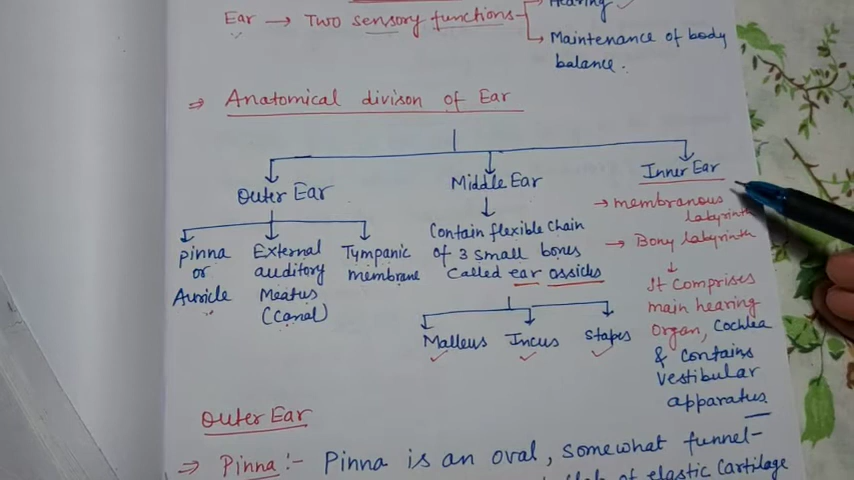 Hearing
Ear → Two sensory functions
→ Maintenance of body
balance.
⇒ Anatomical divison of Ear
Outer Ear
Middle Ear
Inner Ear
pinna
or
Auricle
External
auditory
Meatus
(Canal)
Tympanic
membrane
Contain flexible chain
of 3 small bones
Called ear ossicles
Malleus Incus Stapes
→ membranous
labyrinth
→ Bony labyrinth
It comprises
main hearing
organ, Cochlea
& Contains
vestibular
apparatus.
Outer Ear
⇒ Pinna :- Pinna is an oval, somewhat funnel-
of elastic Cartilage